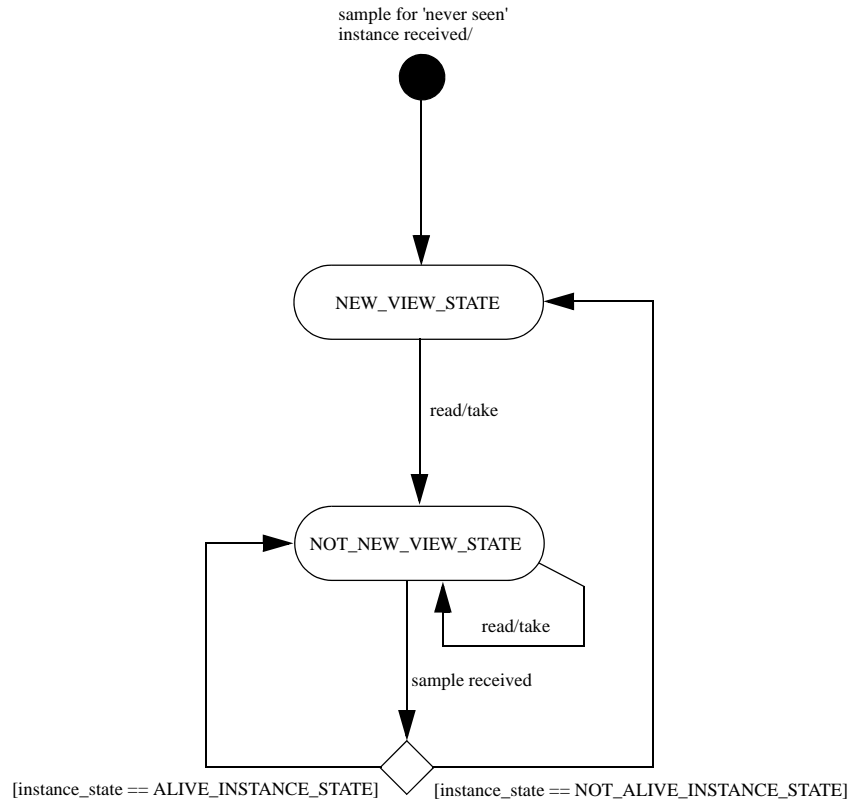 sample for 'never seen'
instance received/
NEW_VIEW_STATE
read/take
NOT_NEW_VIEW_STATE
read/take
sample received
[instance_state == ALIVE_INSTANCE_STATE]
[instance_state == NOT_ALIVE_INSTANCE_STATE]